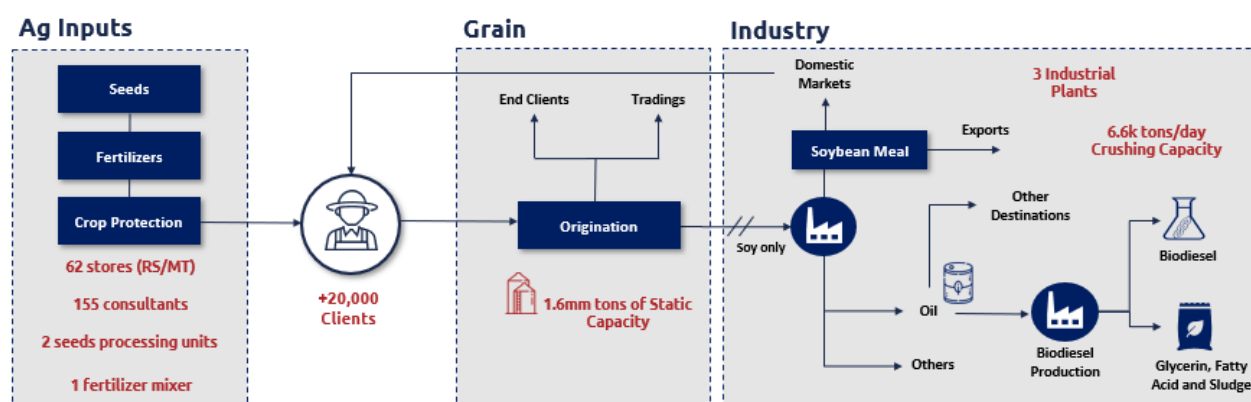 Ag Inputs
Seeds
Fertilizers
Crop Protection
62 stores (RS/MT)
155 consultants
2 seeds processing units
1 fertilizer mixer
+20,000
Clients
Grain
End Clients
Tradings
Origination
1.6mm tons of Static
Capacity
Industry
Domestic
Markets
3 Industrial
Plants
Soybean Meal
Exports
6.6k tons/day
Crushing Capacity
Soy only
Other
Destinations
Oil
Others
Biodiesel
Production
Biodiesel
Glycerin, Fatty
Acid and Sludge